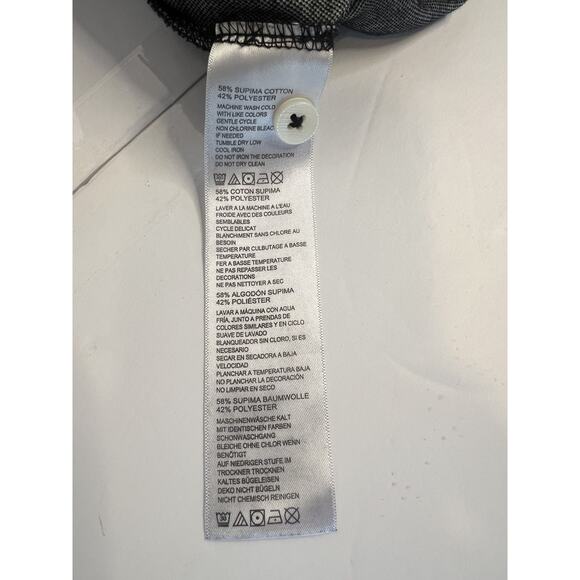 58% SUPIMA COTTON
42% POLYESTER
MACHINE WASH COLD
WITH LIKE COLORS
GENTLE CYCLE
NON CHLORINE BLEAC
IF NEEDED
TUMBLE DRY LOW
COOL IRON
DO NOT IRON THE DECORATION
DO NOT DRY CLEAN
58% COTON SUPIMA
42% POLYESTER
LAVER A LA MACHINE A L'EAU
FROIDE AVEC DES COULEURS
SEMBLABLES
CYCLE DELICAT
BLANCHIMENT SANS CHLORE AU
BESOIN
SECHER PAR CULBUTAGE A BASSE
TEMPERATURE
FER A BASSE TEMPERATURE
NE PAS REPASSER LES
DECORATIONS
NE PAS NETTOYER A SEC
58% ALGODÓN SUPIMA
42% POLIÉSTER
LAVAR A MÁQUINA CON AGUA
FRÍA, JUNTO A PRENDAS DE
COLORES SIMILARES Y EN CICLO
SUAVE DE LAVADO
BLANQUEADOR SIN CLORO, SI ES
NECESARIO
SECAR EN SECADORA A BAJA
VELOCIDAD
PLANCHAR A TEMPERATURA BAJA
NO PLANCHAR LA DECORACIÓN
NO LIMPIAR EN SECO
58% SUPIMA BAUMWOLLE
42% POLYESTER
MASCHINENWÄSCHE KALT
MIT IDENTISCHEN FARBEN
SCHONWASCHGANG
BLEICHE OHNE CHLOR WENN
BENÖTIGT
AUF NIEDRIGER STUFE IM
TROCKNER TROCKNEN
KALTES BÜGELEISEN
DEKO NICHT BÜGELN
NICHT CHEMISCH REINIGEN